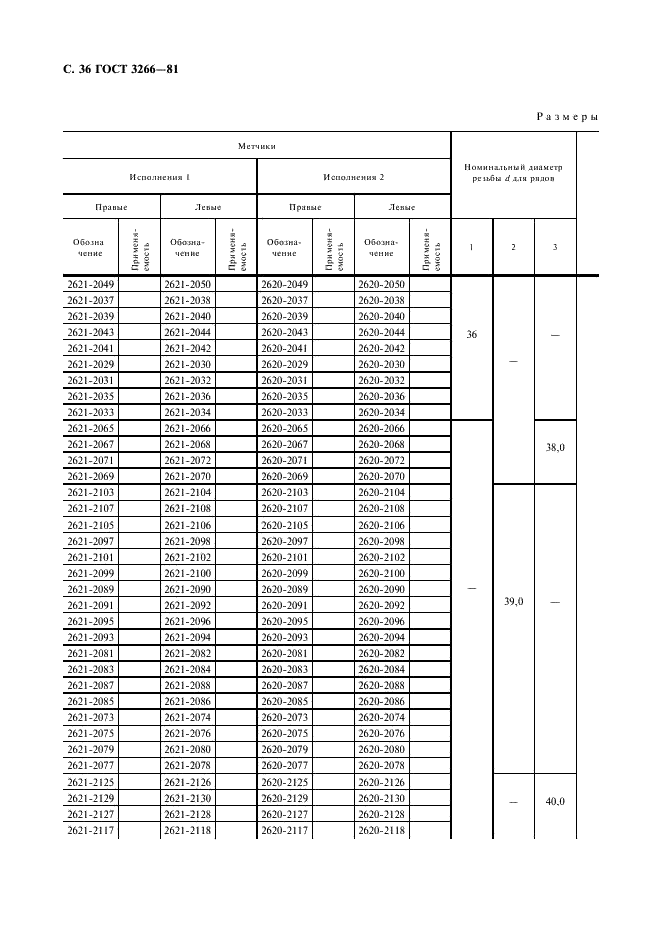 С. 36 ГОСТ 3266—81
Размеры
Метчики
Номинальный диаметр
резьбы d для рядов
Исполнения 1
Исполнения 2
Правые
Левые
Правые
Левые
Обозна
чение
Применя-
емость
Обозна-
чение
Применя-
емость
Обозна-
чение
Применя-
емость
Обозна-
чение
Применя-
емость
1
2
3
2621-2049 2621-2050 2620-2049 2620-2050
2621-2037 2621-2038 2620-2037 2620-2038
2621-2039 2621-2040 2620-2039 2620-2040
2621-2043 2621-2044 2620-2043 2620-2044 36 —
2621-2041 2621-2042 2620-2041 2620-2042
2621-2029 2621-2030 2620-2029 2620-2030 —
2621-2031 2621-2032 2620-2031 2620-2032
2621-2035 2621-2036 2620-2035 2620-2036
2621-2033 2621-2034 2620-2033 2620-2034
2621-2065 2621-2066 2620-2065 2620-2066
2621-2067 2621-2068 2620-2067 2620-2068 38,0
2621-2071 2621-2072 2620-2071 2620-2072
2621-2069 2621-2070 2620-2069 2620-2070
2621-2103 2621-2104 2620-2103 2620-2104
2621-2107 2621-2108 2620-2107 2620-2108
2621-2105 2621-2106 2620-2105 2620-2106
2621-2097 2621-2098 2620-2097 2620-2098
2621-2101 2621-2102 2620-2101 2620-2102
2621-2099 2621-2100 2620-2099 2620-2100
2621-2089 2621-2090 2620-2089 2620-2090 —
2621-2091 2621-2092 2620-2091 2620-2092 39,0 —
2621-2095 2621-2096 2620-2095 2620-2096
2621-2093 2621-2094 2620-2093 2620-2094
2621-2081 2621-2082 2620-2081 2620-2082
2621-2083 2621-2084 2620-2083 2620-2084
2621-2087 2621-2088 2620-2087 2620-2088
2621-2085 2621-2086 2620-2085 2620-2086
2621-2073 2621-2074 2620-2073 2620-2074
2621-2075 2621-2076 2620-2075 2620-2076
2621-2079 2621-2080 2620-2079 2620-2080
2621-2077 2621-2078 2620-2077 2620-2078
2621-2125 2621-2126 2620-2125 2620-2126
2621-2129 2621-2130 2620-2129 2620-2130 — 40,0
2621-2127 2621-2128 2620-2127 2620-2128
2621-2117 2621-2118 2620-2117 2620-2118